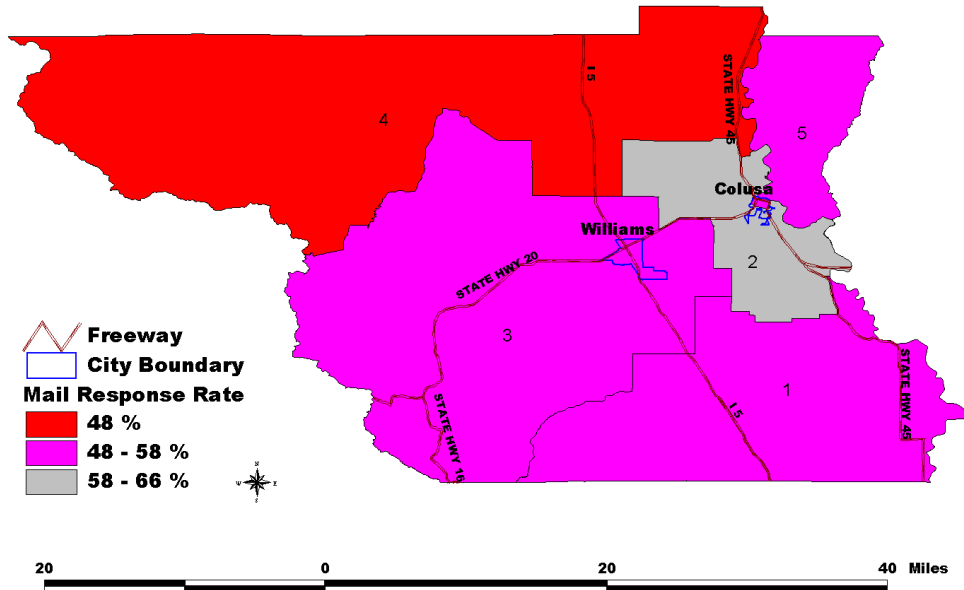 I 5
STATE HWY 45
4
5
Colusa
Williams
2
STATE HWY 20
3
1
I 5
STATE HWY 45
STATE HWY 16
Freeway
City Boundary
Mail Response Rate
48 %
48 - 58 %
58 - 66 %
N
W E
S
20 0 20 40 Miles